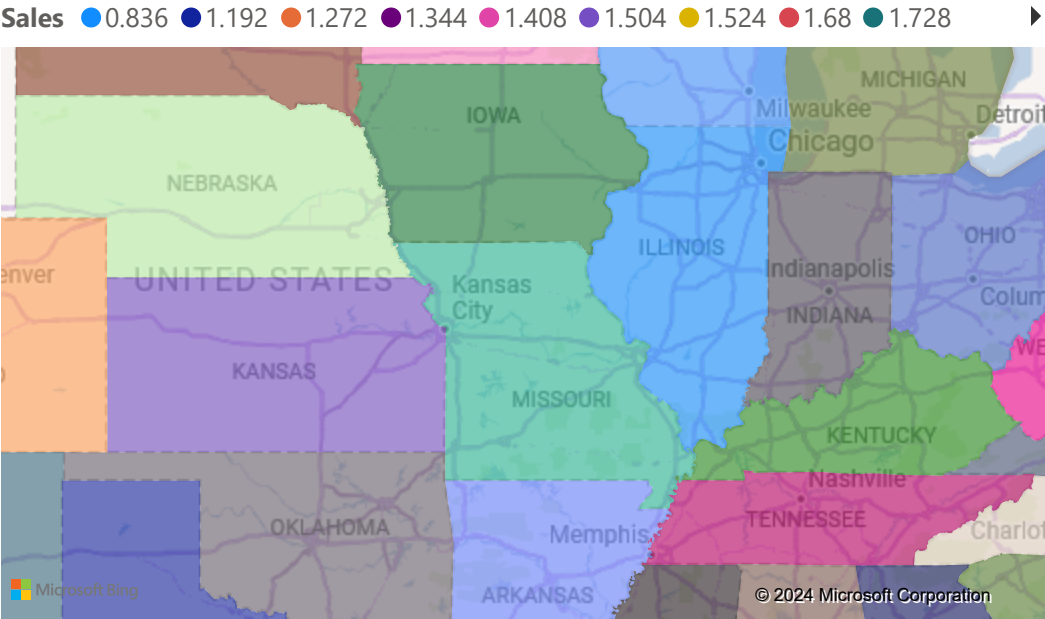 Sales 0.836 1.192 1.272 1.344 1.408 1.504 1.524 1.68 1.728
MICHIGAN
IOWA
Milwaukee
Detroit
Chicago
NEBRASKA
ILLINOIS
OHIO
enver
UNITED STATES
Kansas
City
Indianapolis
INDIANA
Colum
WE
KANSAS
MISSOURI
KENTUCKY
Nashville
TENNESSEE
OKLAHOMA
Memphis
Charlot
ARKANSAS
Microsoft Bing
© 2024 Microsoft Corporation